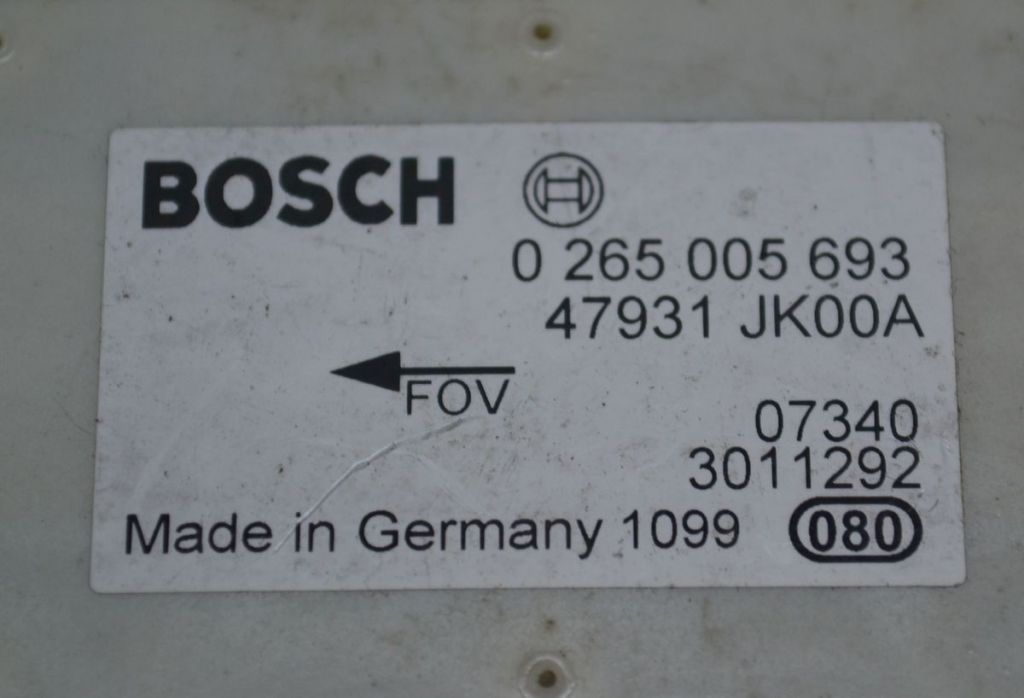 BOSCH
0 265 005 693
47931 JK00A
FOV
07340
3011292
Made in Germany 1099 080